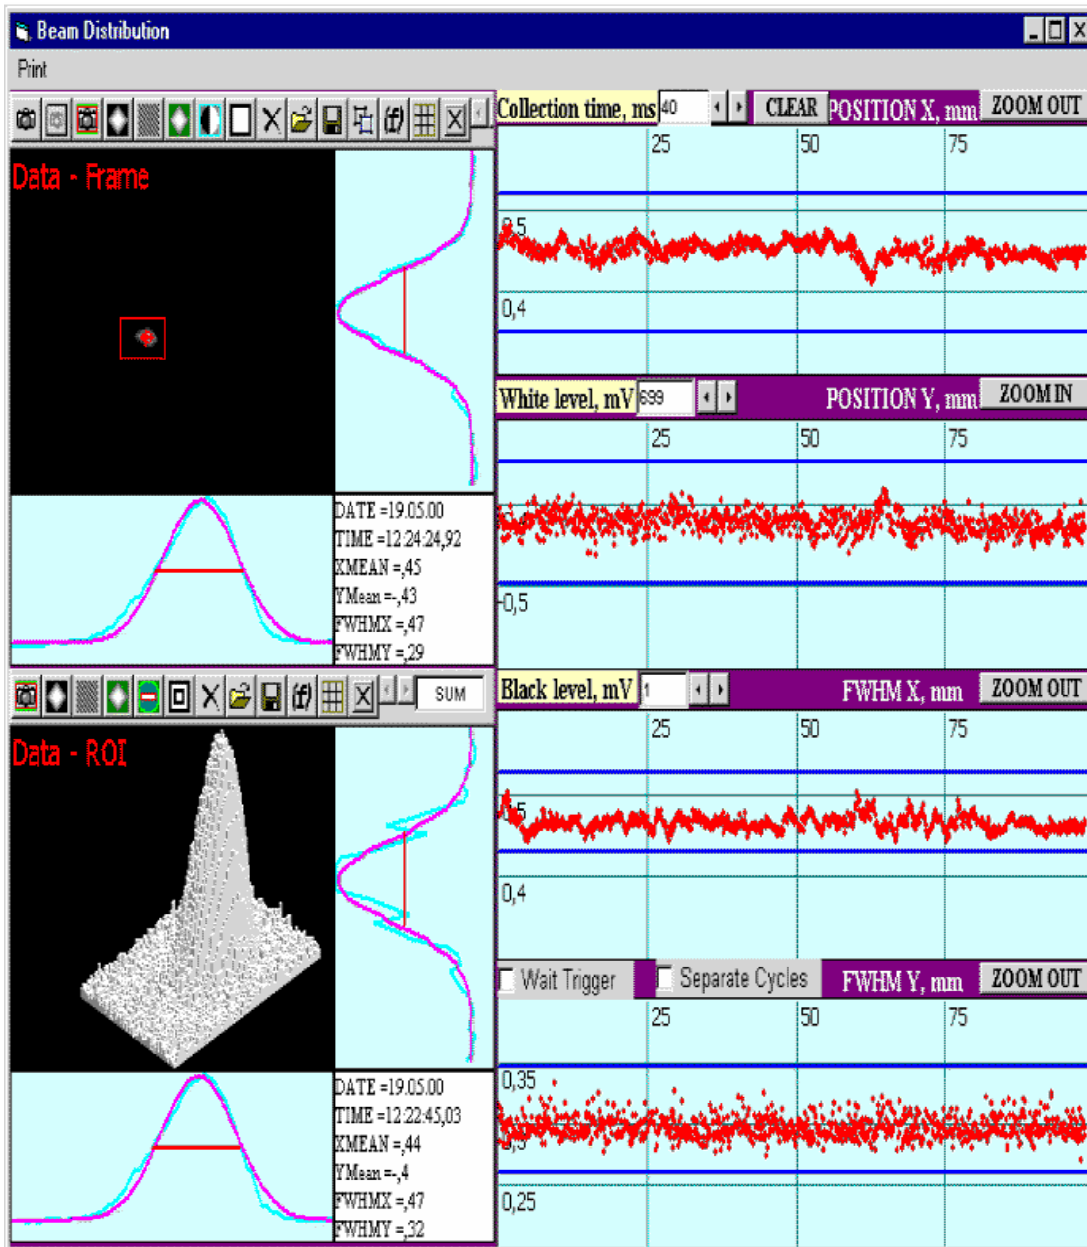 Beam Distribution
Print
Collection time, ms 40 CLEAR POSITION X, mm ZOOM OUT
Data - Frame
25 50 75
0,4
White level, mV 699 POSITION Y, mm ZOOM IN
25 50 75
-0,5
DATE =19.05.00
TIME =12:24:24,92
XMEAN =,45
YMean =-,43
FWHMX =,47
FWHMY =,29
SUM
Black level, mV 1 FWHM X, mm ZOOM OUT
Data - ROI
25 50 75
0,4
Wait Trigger Separate Cycles FWHM Y, mm ZOOM OUT
25 50 75
0,35
0,25
DATE =19.05.00
TIME =12:22:45,03
XMEAN =,44
YMean =-,4
FWHMX =,47
FWHMY =,32